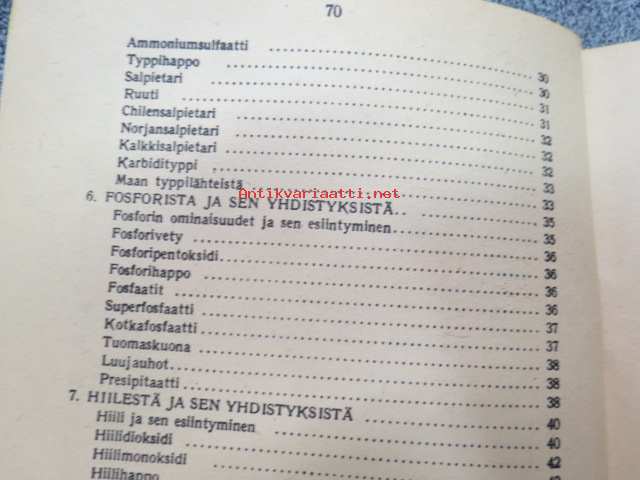 70
Ammoniumsulfaatti 30
Typpihappo 30
Salpietari 31
Ruuti 31
Chilensalpietari 32
Norjansalpietari 32
Kalkkisalpietari 32
Karbidityppi 33
Maan typpilähteistä 33
Antikvariaatti.net
6. FOSFORISTA JA SEN YHDISTYKSISTÄ 35
Fosforin ominaisuudet ja sen esiintyminen 35
Fosforivety 36
Fosforipentoksidi 36
Fosforihappo 36
Fosfaatit 36
Superfosfaatti 37
Kotkafosfaatti 37
Tuomaskuona 38
Luujauhot 38
Presipitaatti 38
7. HIILESTÄ JA SEN YHDISTYKSISTÄ 40
Hiili ja sen esiintyminen 40
Hiilidioksidi 42
Hiilimonoksidi
Hiilihappo